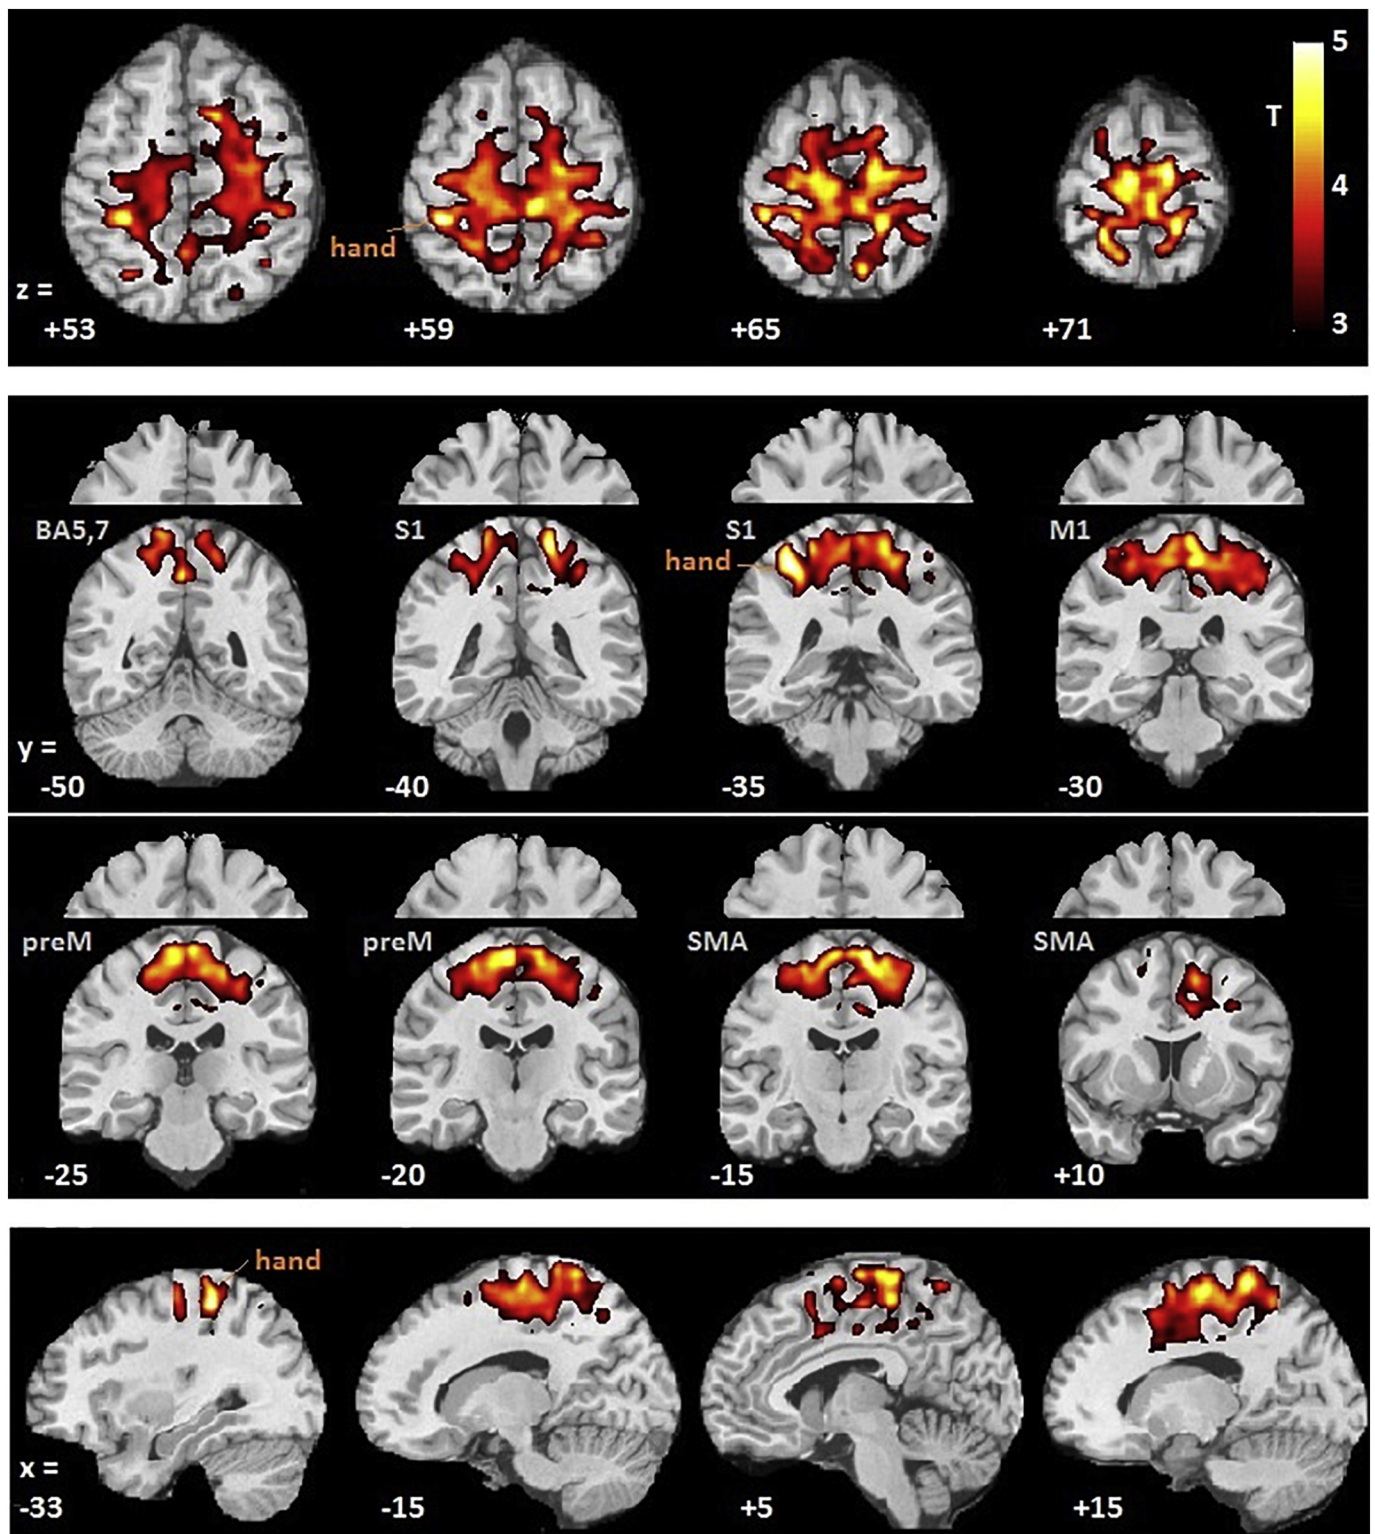 5
T
4
hand
z =
3
+53 +59 +65 +71
BA5,7 S1 S1 M1
hand
y =
-50 -40 -35 -30
preM preM SMA SMA
-25 -20 -15 +10
hand
x =
-33 -15 +5 +15